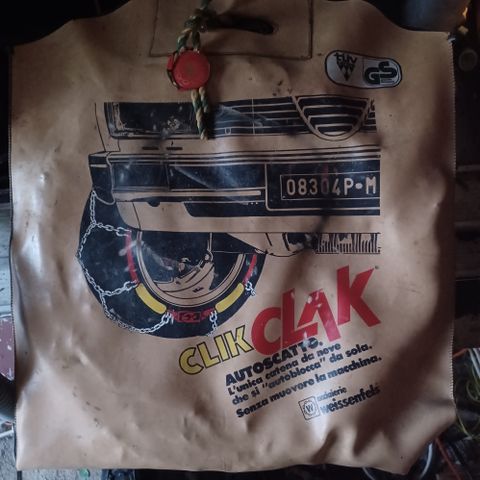 GS
08304P•M
CLIK CLAK
AUTOSCATTO.
L'unica catena da neve
che si "autoblocca" da sola.
Senza muovere la macchina.
acciaierie
weissenfels